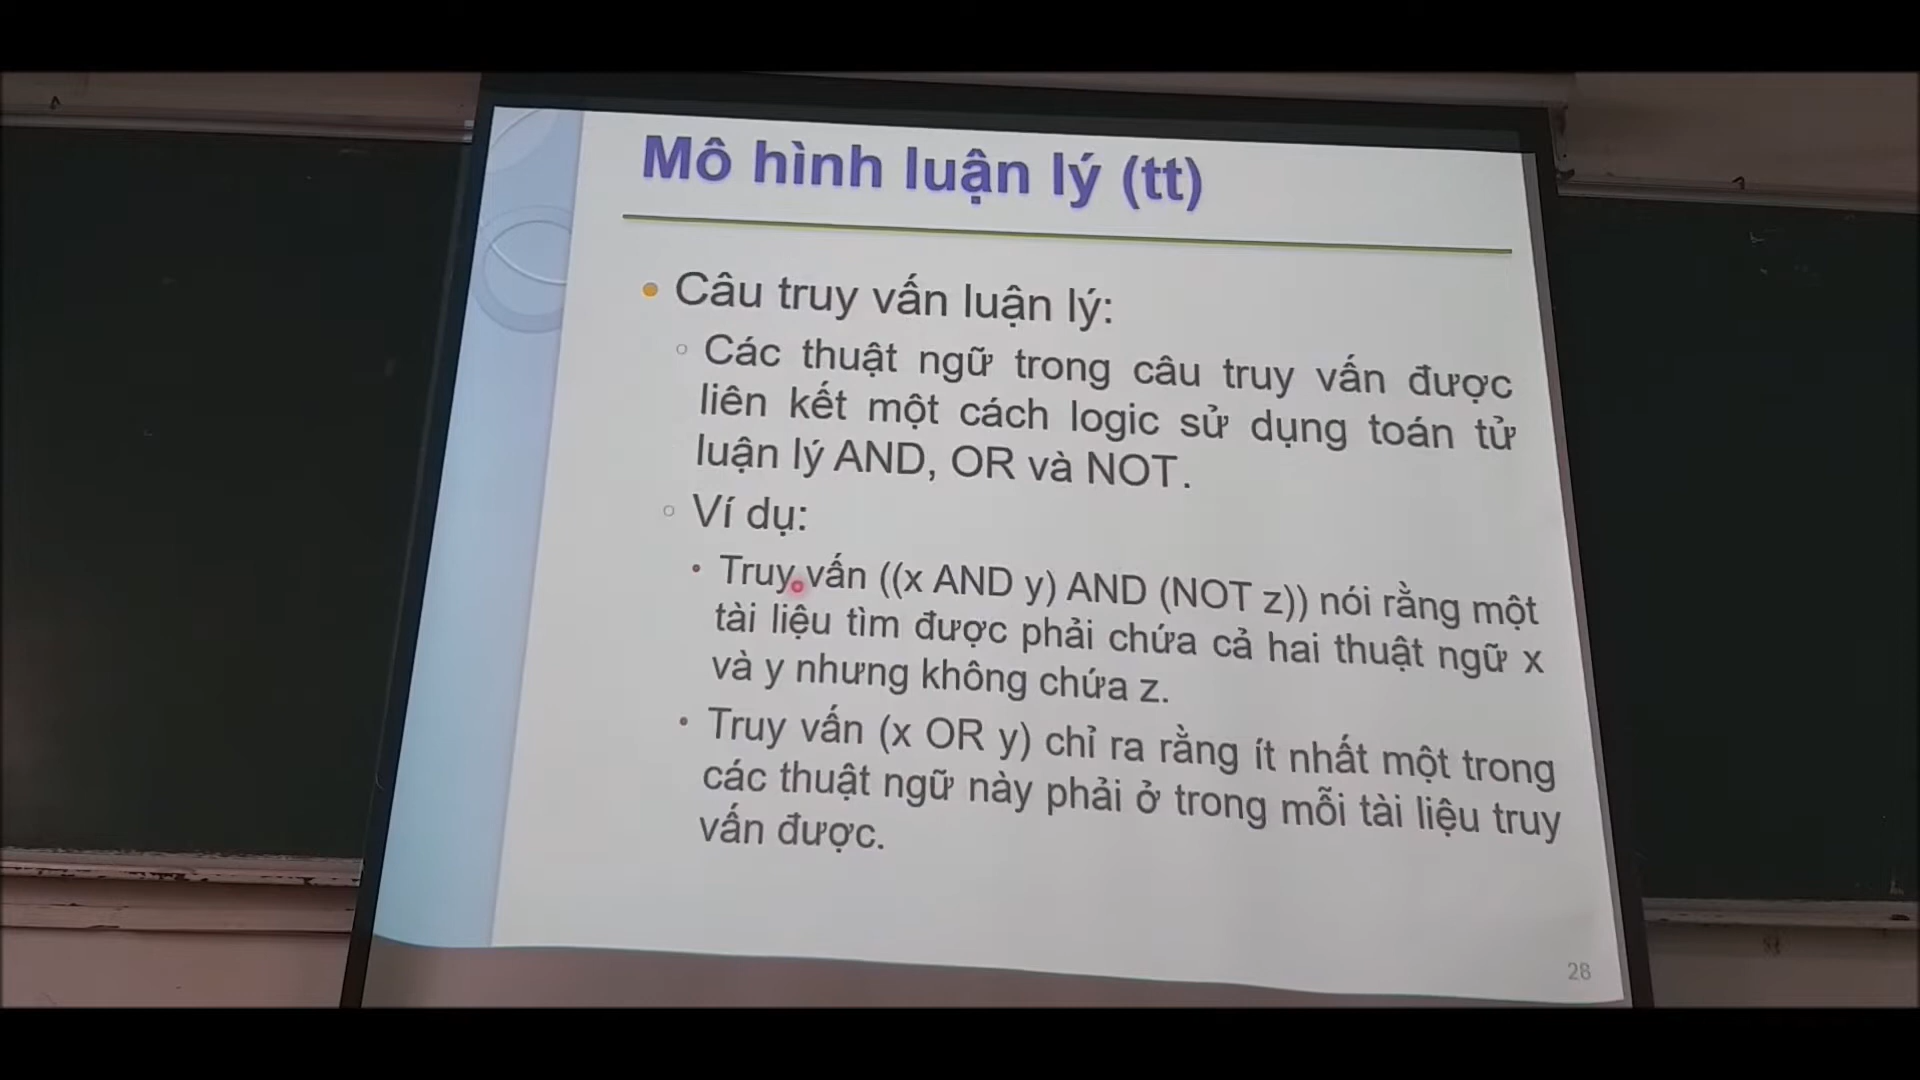 Mô hình luận lý (tt)
Câu truy vấn luận lý:
Các thuật ngữ trong câu truy vấn được
liên kết một cách logic sử dụng toán tử
luận lý AND, OR và NOT.
Ví dụ:
Truy vấn ((x AND y) AND (NOT z)) nói rằng một
tài liệu tìm được phải chứa cả hai thuật ngữ x
và y nhưng không chứa z.
Truy vấn (x OR y) chỉ ra rằng ít nhất một trong
các thuật ngữ này phải ở trong mỗi tài liệu truy
vấn được.
28